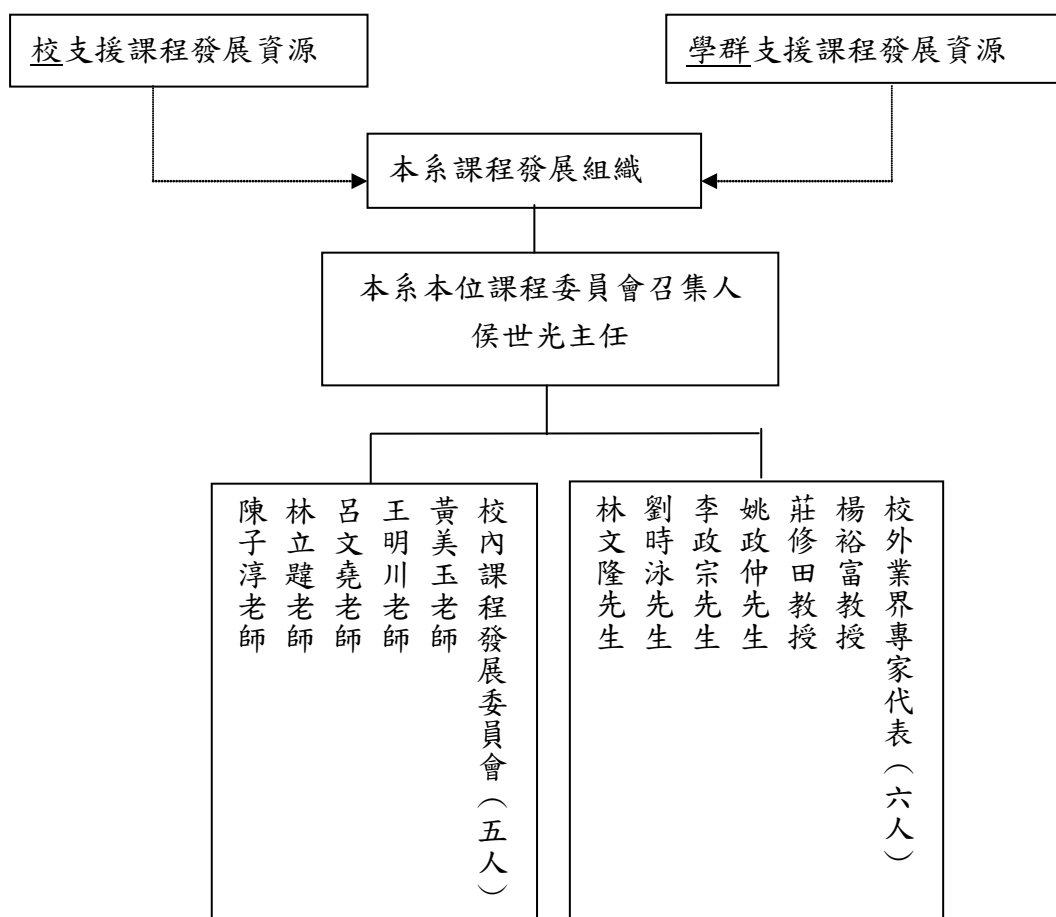 校支援課程發展資源
學群支援課程發展資源
本系課程發展組織
本系本位課程委員會召集人
侯世光主任
校內課程發展委員會（五人）
黃美玉老師
王明川老師
呂文堯老師
林立韙老師
陳子淳老師
校外業界專家代表（六人）
楊裕富教授
莊修田教授
姚政仲先生
李政宗先生
劉時泳先生
林文隆先生